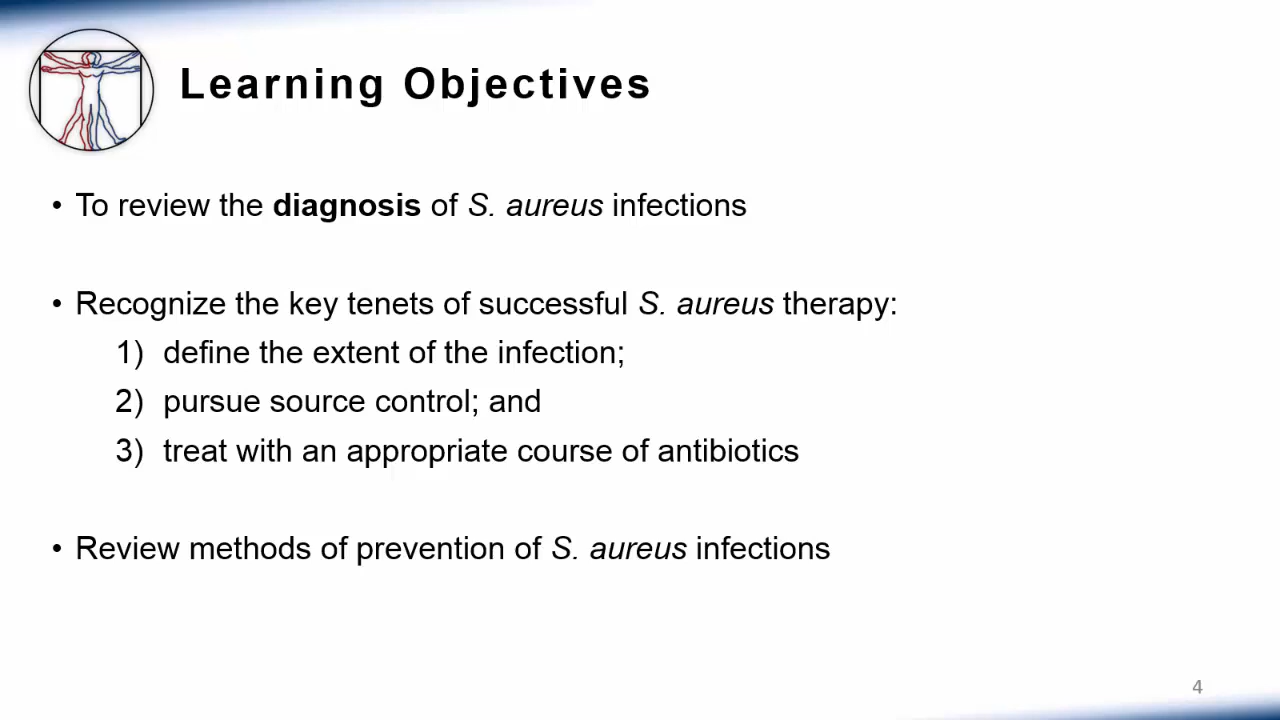 Learning Objectives
• To review the diagnosis of S. aureus infections
• Recognize the key tenets of successful S. aureus therapy:
1) define the extent of the infection;
2) pursue source control; and
3) treat with an appropriate course of antibiotics
• Review methods of prevention of S. aureus infections
4